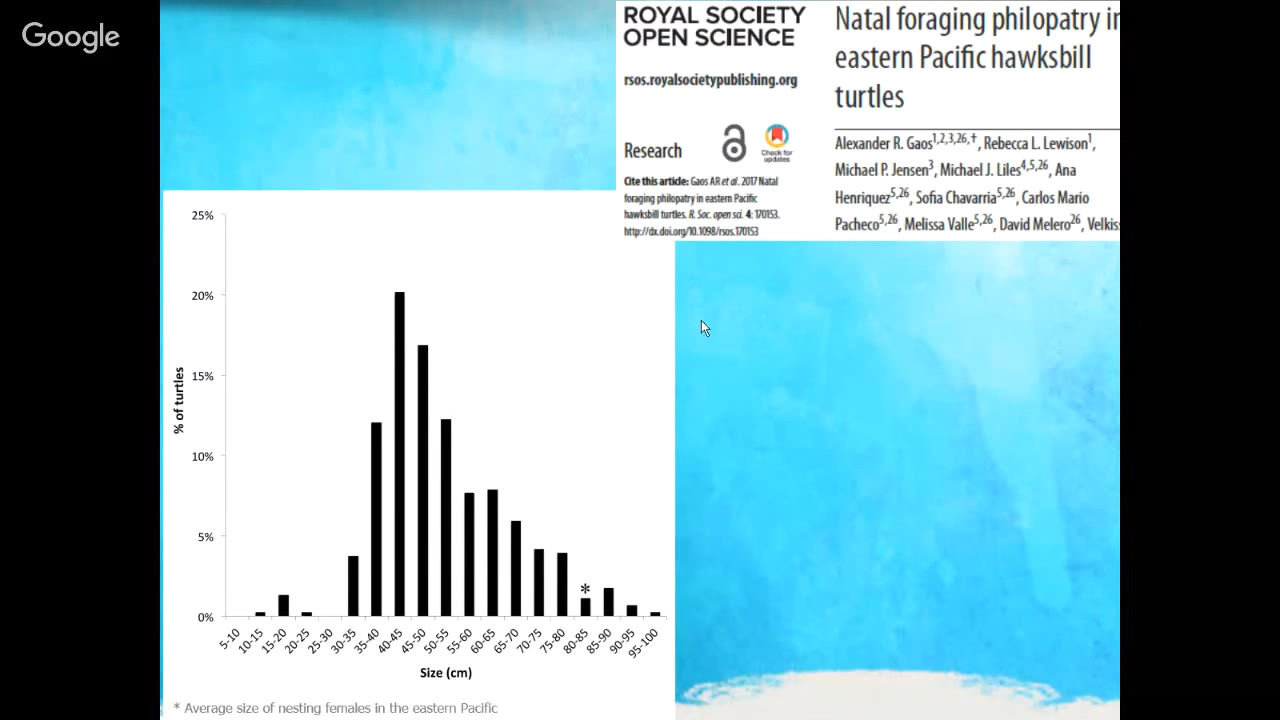 Google
ROYAL SOCIETY
OPEN SCIENCE
rsos.royalsocietypublishing.org
Research
Check for
updates
Cite this article: Gaos AR et al. 2017 Natal
foraging philopatry in eastern Pacific
hawksbill turtles. R. Soc. open sci. 4: 170153.
http://dx.doi.org/10.1098/rsos.170153
Natal foraging philopatry in
eastern Pacific hawksbill
turtles
Alexander R. Gaos1,2,3,26,†, Rebecca L. Lewison1,
Michael P. Jensen3, Michael J. Liles4,5,26, Ana
Henriquez5,26, Sofia Chavarria5,26, Carlos Mario
Pacheco5,26, Melissa Valle5,26, David Melero26, Velkiss
% of turtles
25%
20%
15%
10%
5%
0%
*
5-10
10-15
15-20
20-25
25-30
30-35
35-40
40-45
45-50
50-55
55-60
60-65
65-70
70-75
75-80
80-85
85-90
90-95
95-100
Size (cm)
* Average size of nesting females in the eastern Pacific